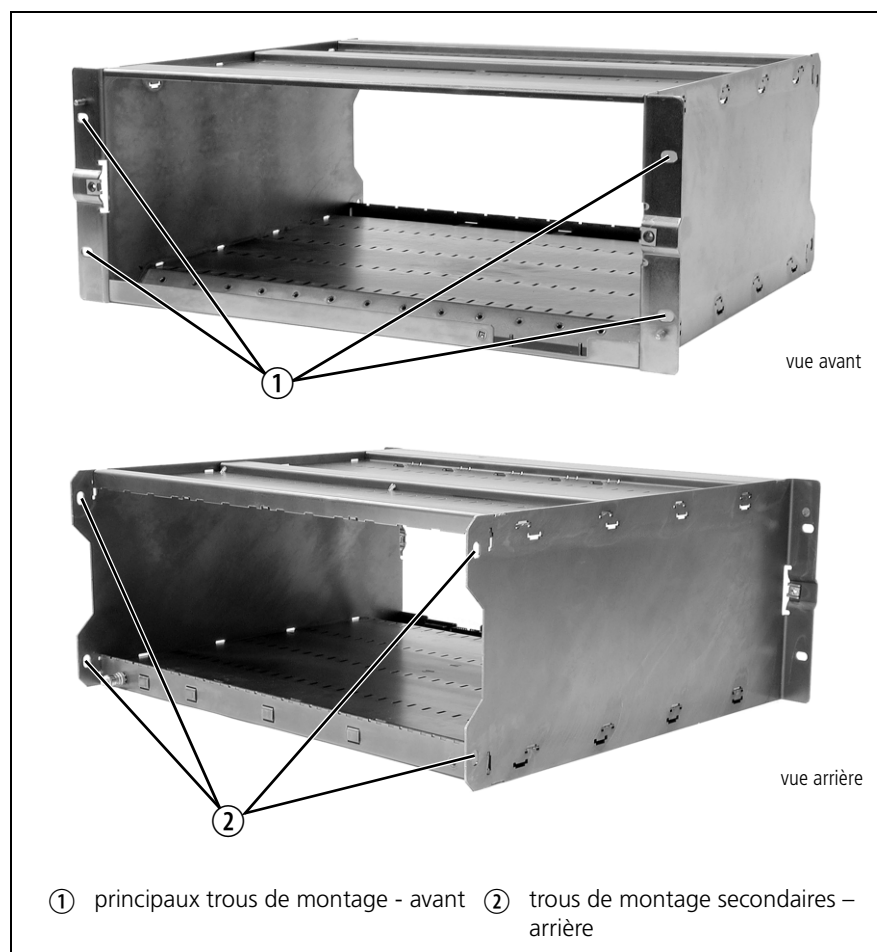 ①
vue avant
②
vue arrière
① principaux trous de montage - avant
② trous de montage secondaires –
arrière